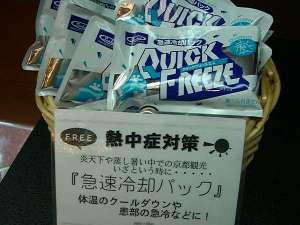 急速冷却パック
QUICK
FREEZE
FREE
熱中症対策
炎天下や蒸し暑い中での京都観光
いざという時に・・・・・
『急速冷却パック』
体温のクールダウンや
患部の急冷などに！